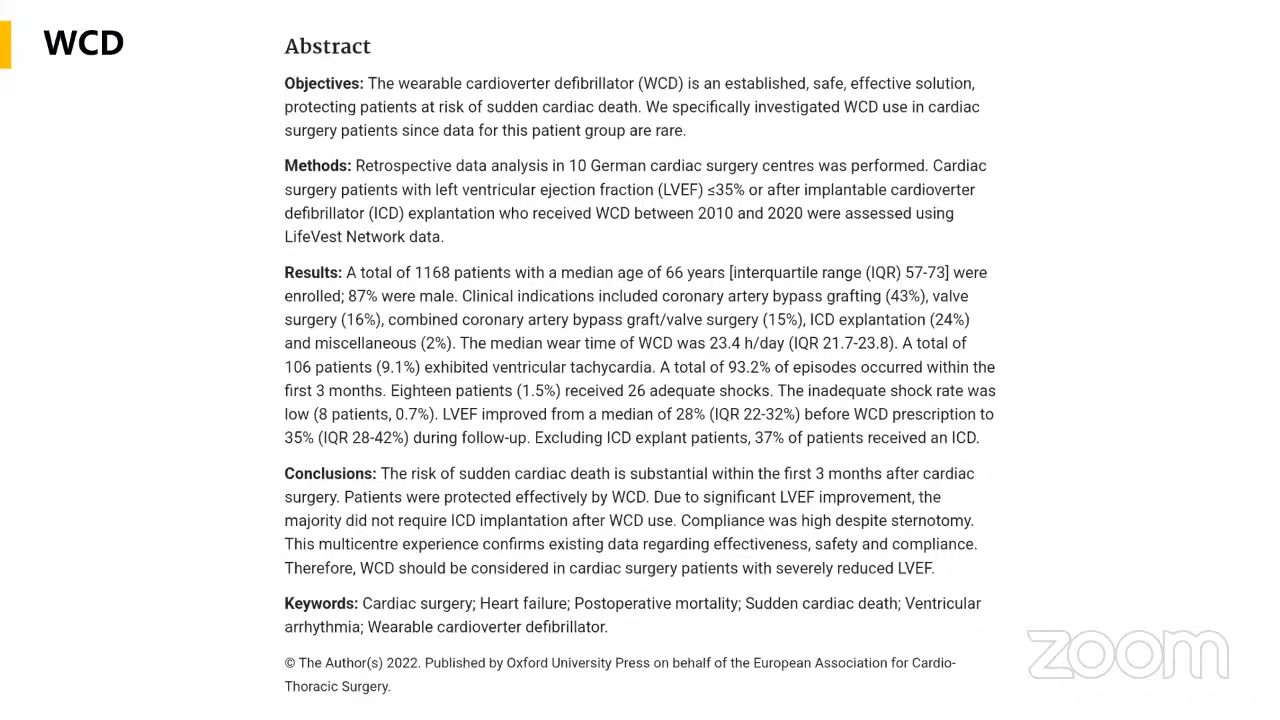 WCD
Abstract
Objectives: The wearable cardioverter defibrillator (WCD) is an established, safe, effective solution,
protecting patients at risk of sudden cardiac death. We specifically investigated WCD use in cardiac
surgery patients since data for this patient group are rare.
Methods: Retrospective data analysis in 10 German cardiac surgery centres was performed. Cardiac
surgery patients with left ventricular ejection fraction (LVEF) ≤35% or after implantable cardioverter
defibrillator (ICD) explantation who received WCD between 2010 and 2020 were assessed using
LifeVest Network data.
Results: A total of 1168 patients with a median age of 66 years [interquartile range (IQR) 57-73] were
enrolled; 87% were male. Clinical indications included coronary artery bypass grafting (43%), valve
surgery (16%), combined coronary artery bypass graft/valve surgery (15%), ICD explantation (24%)
and miscellaneous (2%). The median wear time of WCD was 23.4 h/day (IQR 21.7-23.8). A total of
106 patients (9.1%) exhibited ventricular tachycardia. A total of 93.2% of episodes occurred within the
first 3 months. Eighteen patients (1.5%) received 26 adequate shocks. The inadequate shock rate was
low (8 patients, 0.7%). LVEF improved from a median of 28% (IQR 22-32%) before WCD prescription to
35% (IQR 28-42%) during follow-up. Excluding ICD explant patients, 37% of patients received an ICD.
Conclusions: The risk of sudden cardiac death is substantial within the first 3 months after cardiac
surgery. Patients were protected effectively by WCD. Due to significant LVEF improvement, the
majority did not require ICD implantation after WCD use. Compliance was high despite sternotomy.
This multicentre experience confirms existing data regarding effectiveness, safety and compliance.
Therefore, WCD should be considered in cardiac surgery patients with severely reduced LVEF.
Keywords: Cardiac surgery; Heart failure; Postoperative mortality; Sudden cardiac death; Ventricular
arrhythmia; Wearable cardioverter defibrillator.
© The Author(s) 2022. Published by Oxford University Press on behalf of the European Association for Cardio-
Thoracic Surgery.
zoom